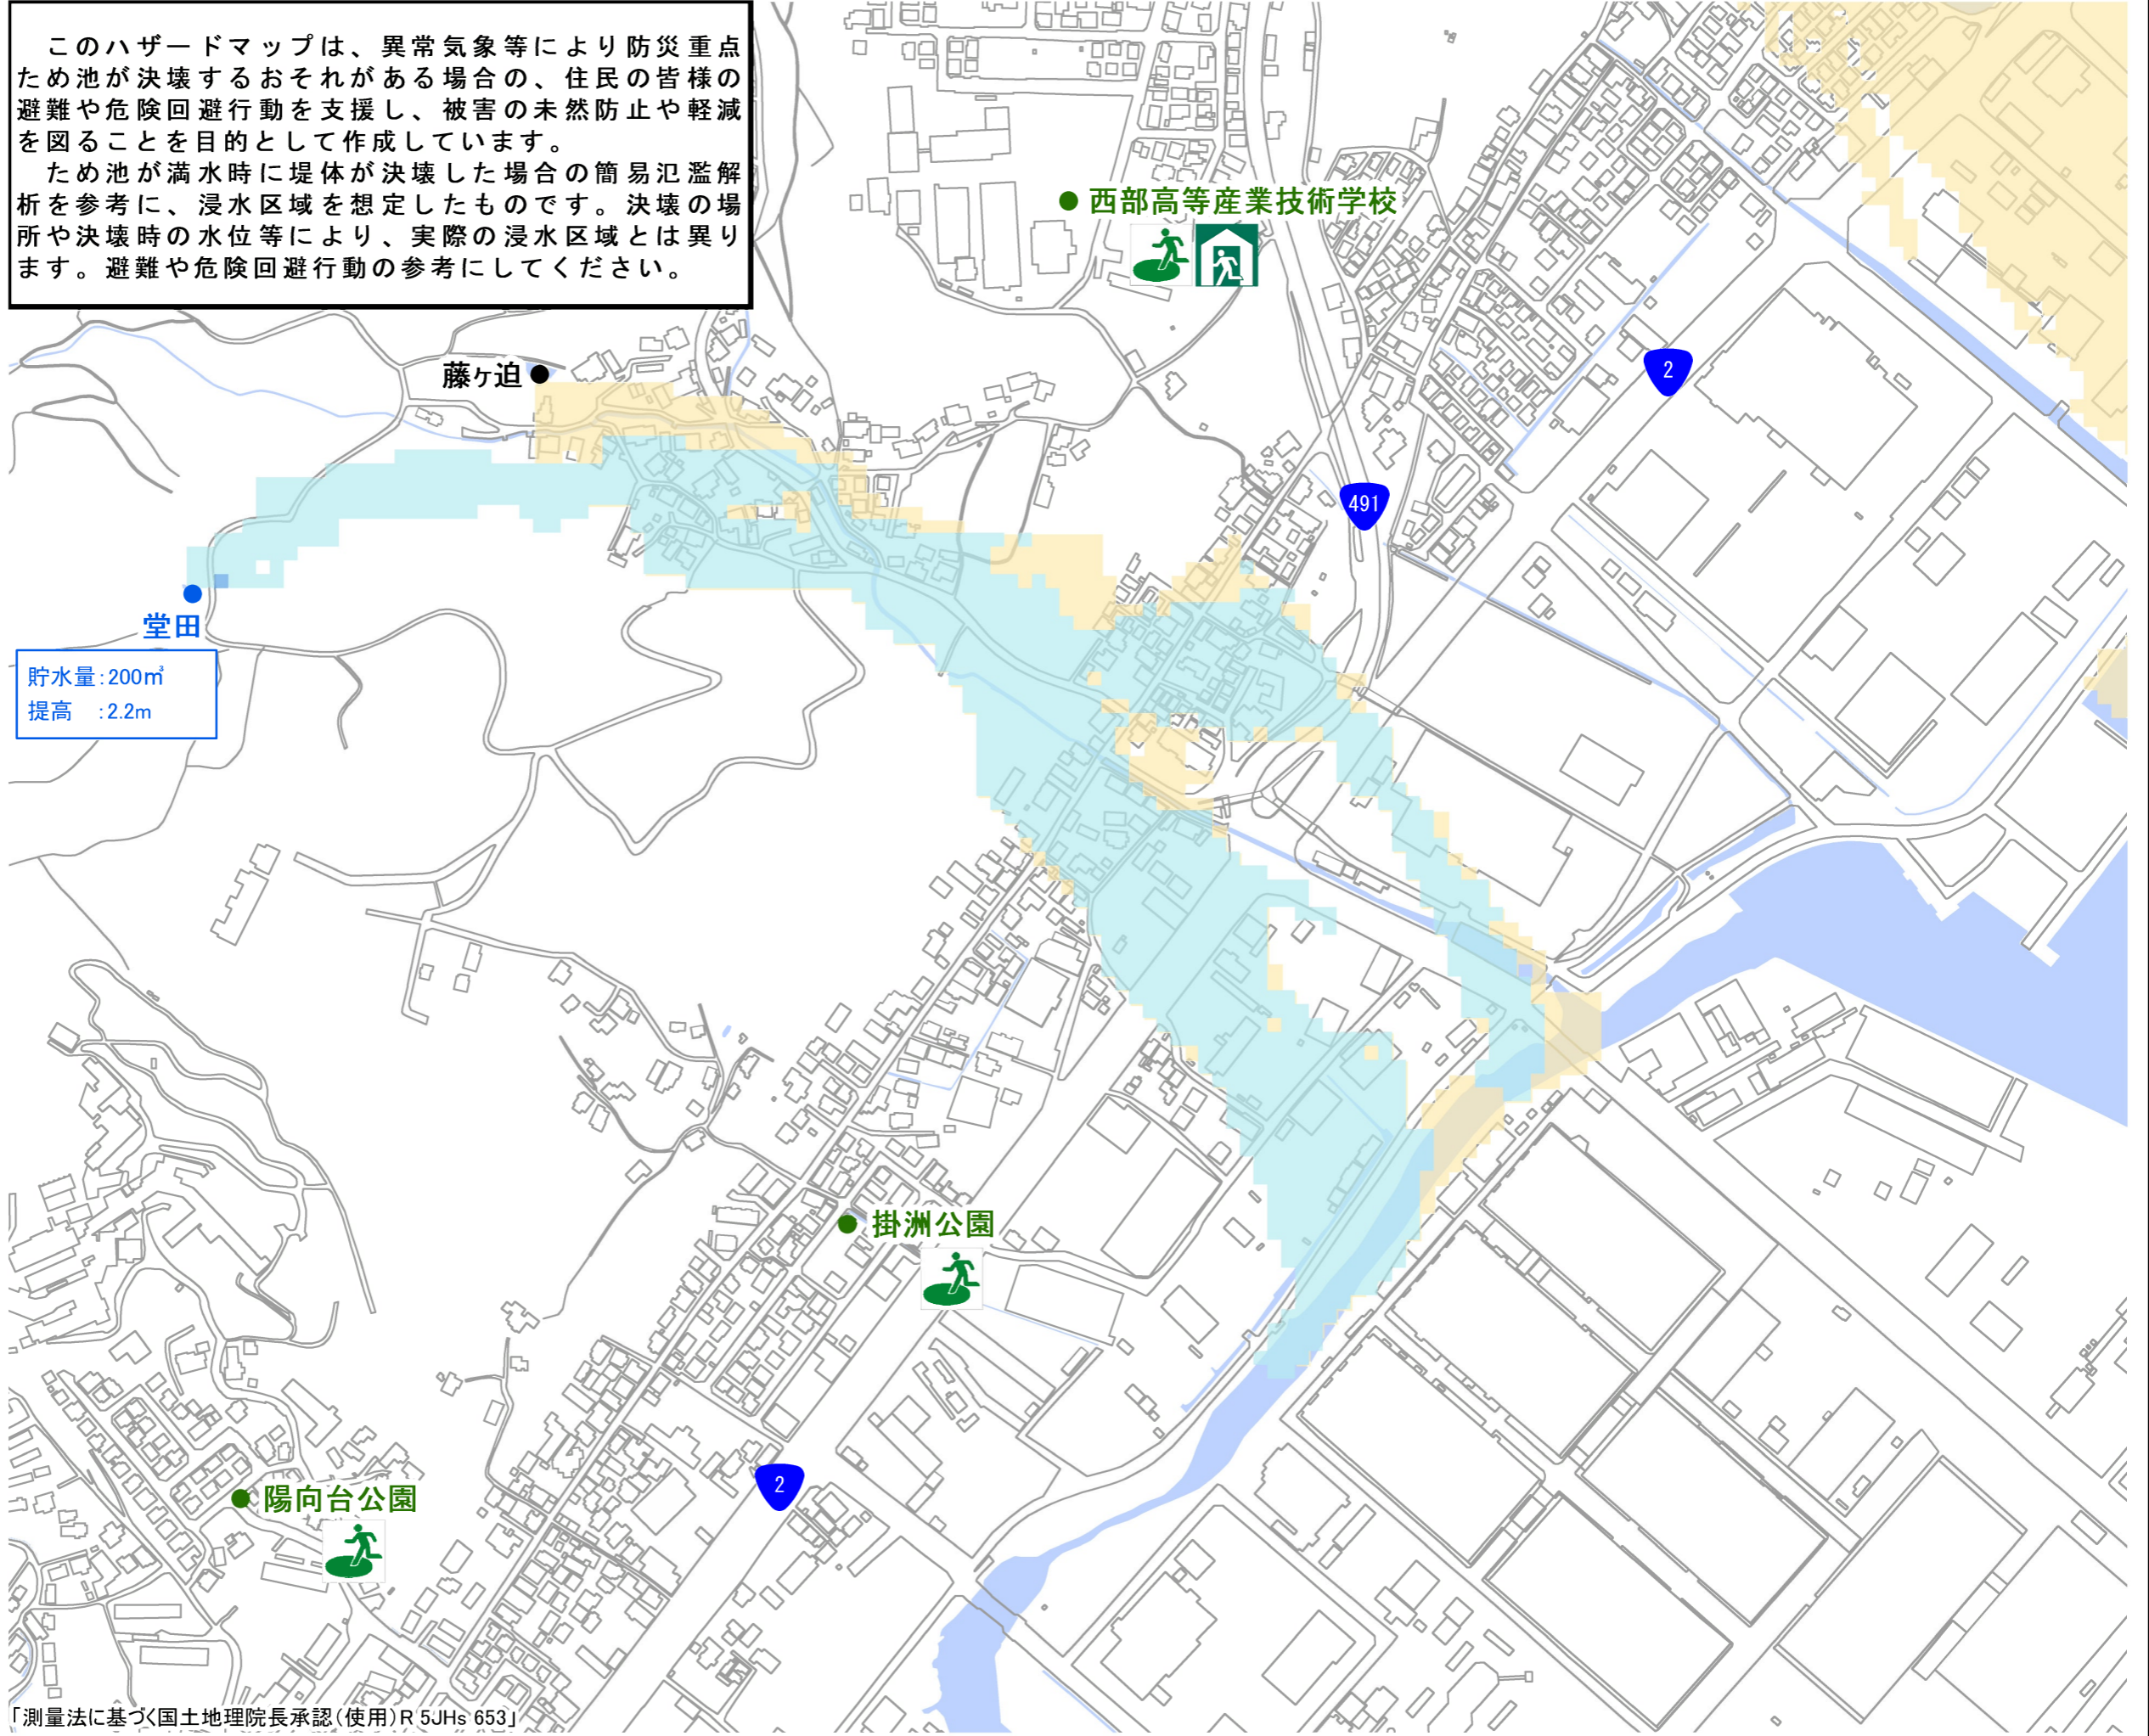 このハザードマップは、異常気象等により防災重点
ため池が決壊するおそれがある場合の、住民の皆様の
避難や危険回避行動を支援し、被害の未然防止や軽減
を図ることを目的として作成しています。
ため池が満水時に堤体が決壊した場合の簡易氾濫解
析を参考に、浸水区域を想定したものです。決壊の場
所や決壊時の水位等により、実際の浸水区域とは異り
ます。避難や危険回避行動の参考にしてください。
西部高等産業技術学校
藤ヶ迫
2
491
堂田
貯水量:200㎥
提高 :2.2m
掛洲公園
2
陽向台公園
「測量法に基づく国土地理院長承認(使用)R 5JHs 653」